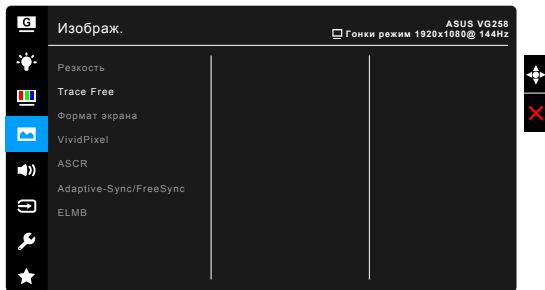 G
Изображ.
ASUS VG258
Гонки режим 1920x1080@ 144Hz
Резкость
Trace Free
Формат экрана
VividPixel
ASCR
Adaptive-Sync/FreeSync
ELMB